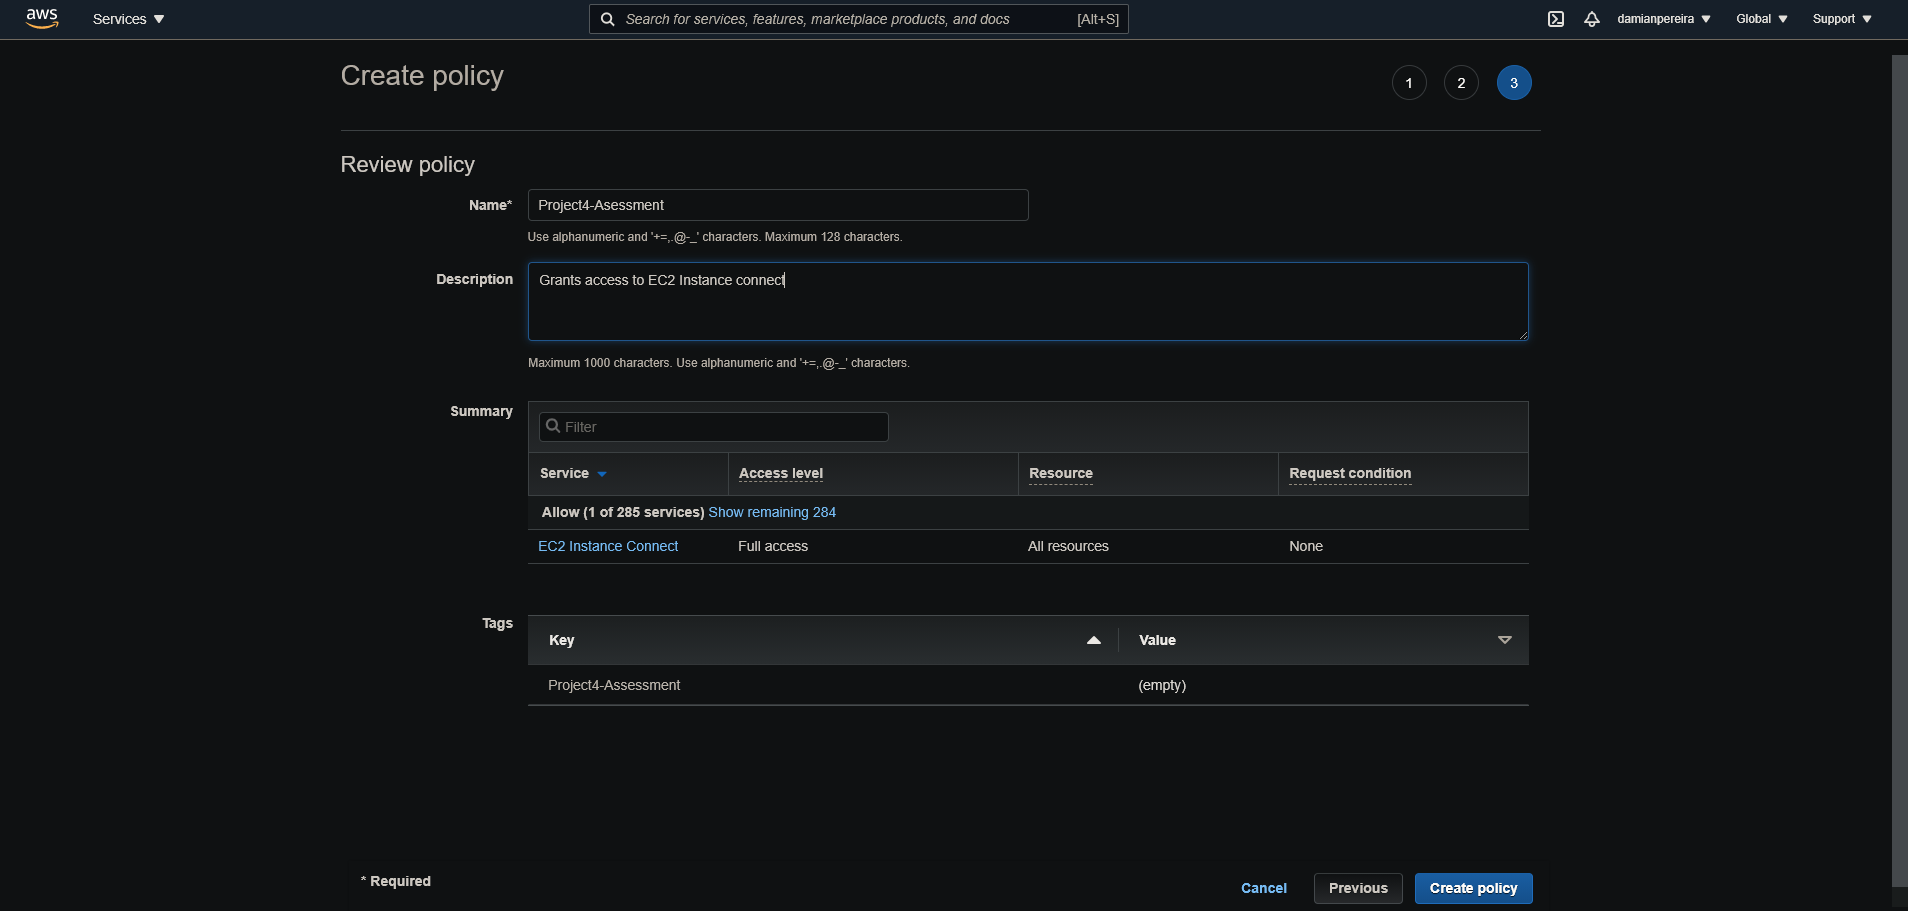 aws Services Search for services, features, marketplace products, and docs [Alt+S] damianpereira Global Support
Create policy 1 2 3
Review policy
Name* Project4-Asessment
Use alphanumeric and '+=,.@-_' characters. Maximum 128 characters.
Description Grants access to EC2 Instance connect
Maximum 1000 characters. Use alphanumeric and '+=,.@-_' characters.
Summary
Filter
Service Access level Resource Request condition
Allow (1 of 285 services) Show remaining 284
EC2 Instance Connect Full access All resources None
Tags
Key Value
Project4-Assessment (empty)
* Required
Cancel Previous Create policy